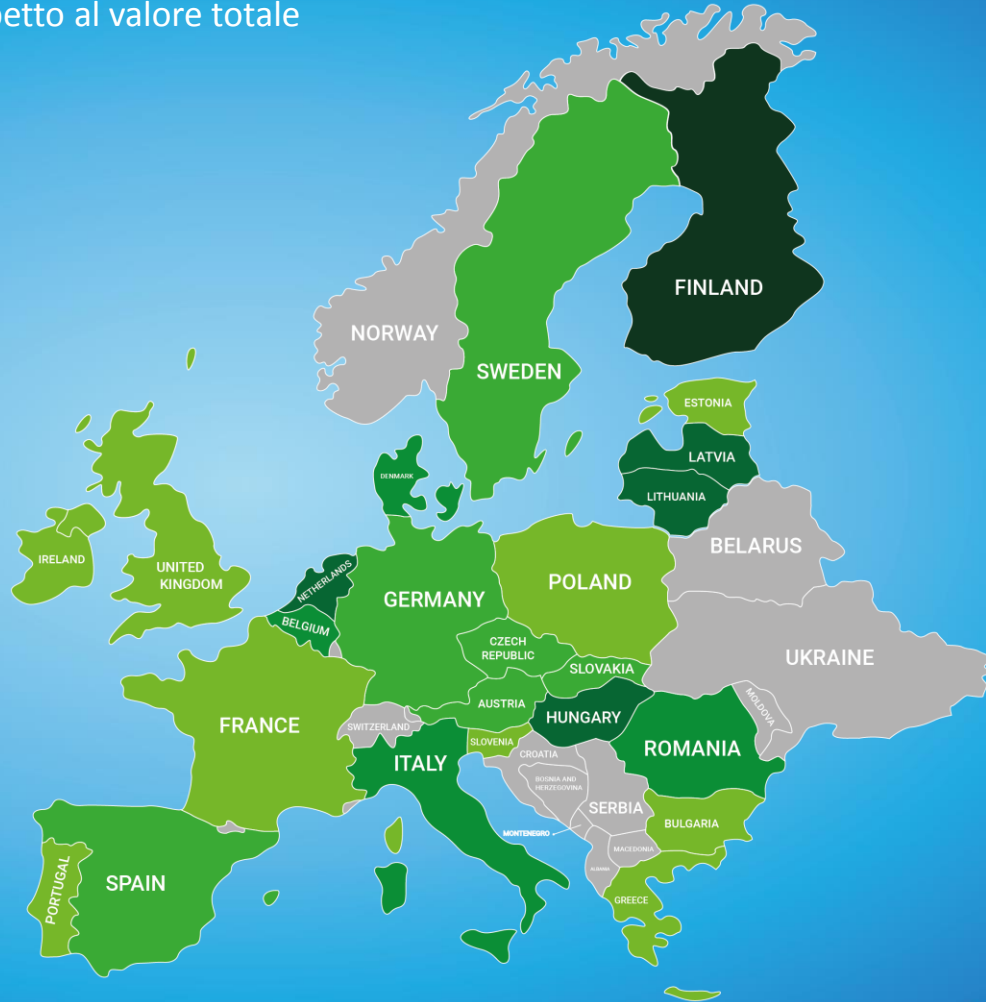 petto al valore totale
FINLAND
NORWAY
SWEDEN
ESTONIA
LATVIA
DENMARK
LITHUANIA
BELARUS
IRELAND
UNITED
KINGDOM
NETHERLANDS
POLAND
GERMANY
BELGIUM
CZECH
REPUBLIC
SLOVAKIA
UKRAINE
AUSTRIA
MOLDOVA
HUNGARY
FRANCE
SWITZERLAND
SLOVENIA
ROMANIA
CROATIA
ITALY
BOSNIA AND
HERZEGOVINA
SERBIA
BULGARIA
MONTENEGRO
MACEDONIA
ALBANIA
SPAIN
PORTUGAL
GREECE